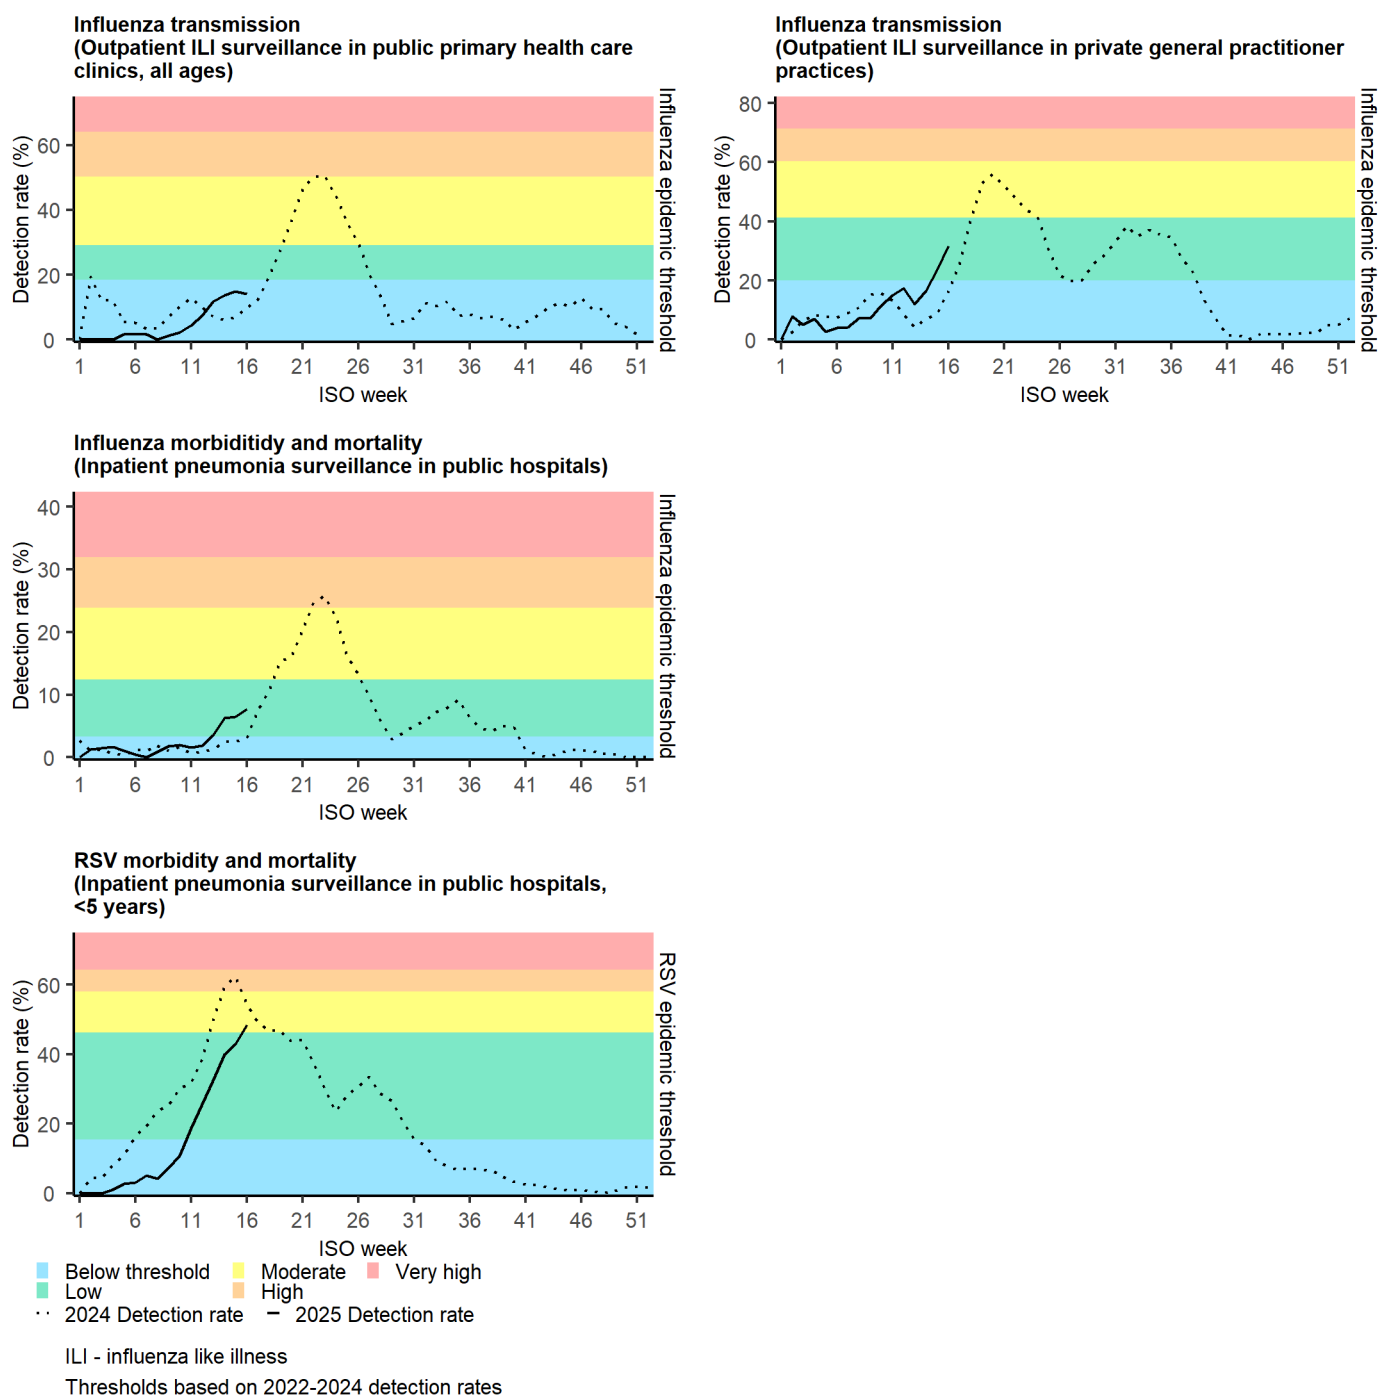 Influenza transmission
(Outpatient ILI surveillance in public primary health care
clinics, all ages)
Detection rate (%)
60
40
20
0
1 6 11 16 21 26 31 36 41 46 51
ISO week
Influenza epidemic threshold
Influenza transmission
(Outpatient ILI surveillance in private general practitioner
practices)
Detection rate (%)
80
60
40
20
0
1 6 11 16 21 26 31 36 41 46 51
ISO week
Influenza epidemic threshold
Influenza morbiditidy and mortality
(Inpatient pneumonia surveillance in public hospitals)
Detection rate (%)
40
30
20
10
0
1 6 11 16 21 26 31 36 41 46 51
ISO week
Influenza epidemic threshold
RSV morbidity and mortality
(Inpatient pneumonia surveillance in public hospitals,
<5 years)
Detection rate (%)
60
40
20
0
1 6 11 16 21 26 31 36 41 46 51
ISO week
RSV epidemic threshold
Below threshold Moderate Very high
Low High
2024 Detection rate 2025 Detection rate
ILI - influenza like illness
Thresholds based on 2022-2024 detection rates